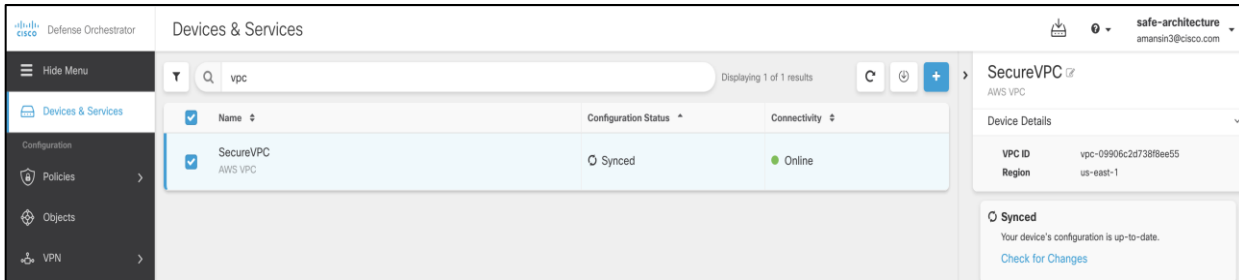 cisco Defense Orchestrator
Devices & Services
safe-architecture
amansin3@cisco.com
Hide Menu
Devices & Services
Configuration
Policies
Objects
VPN
vpc
Displaying 1 of 1 results
Name
Configuration Status
Connectivity
SecureVPC
AWS VPC
Synced
Online
SecureVPC
AWS VPC
Device Details
VPC ID vpc-09906c2d738f8ee55
Region us-east-1
Synced
Your device's configuration is up-to-date.
Check for Changes